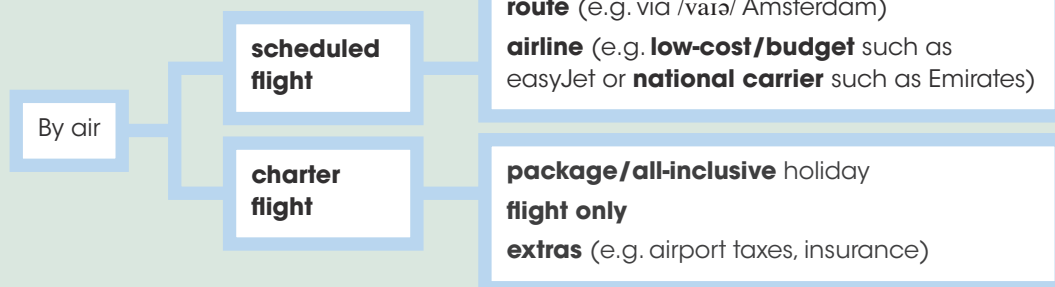 route (e.g. via /vaɪə/ Amsterdam)
scheduled
flight
airline (e.g. low-cost/budget such as
easyJet or national carrier such as Emirates)
By air
charter
flight
package/all-inclusive holiday
flight only
extras (e.g. airport taxes, insurance)